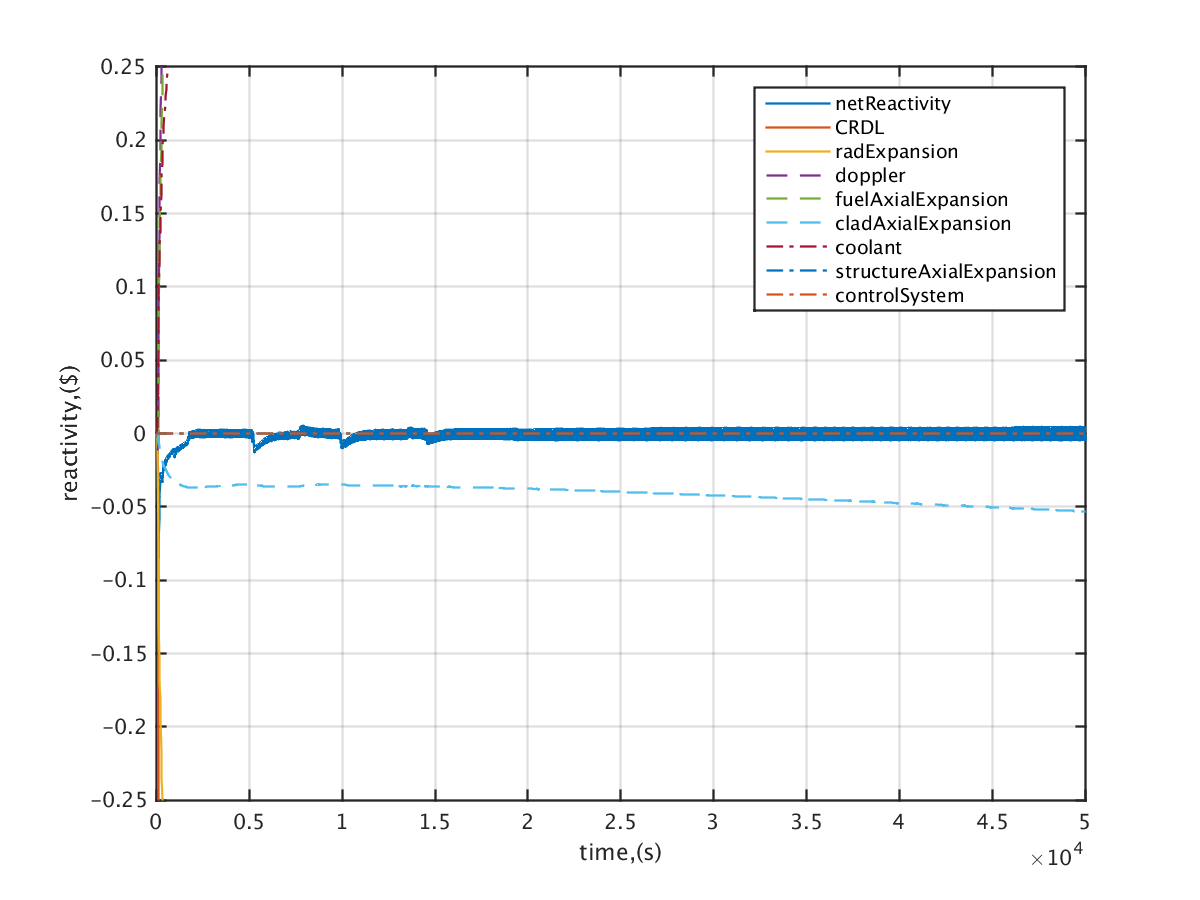 0.25
0.2
0.15
0.1
0.05
0
−0.05
−0.1
−0.15
−0.2
−0.25
reactivity,($)
netReactivity
CRDL
radExpansion
doppler
fuelAxialExpansion
cladAxialExpansion
coolant
structureAxialExpansion
controlSystem
0 0.5 1 1.5 2 2.5 3 3.5 4 4.5 5
time,(s)
×10⁴